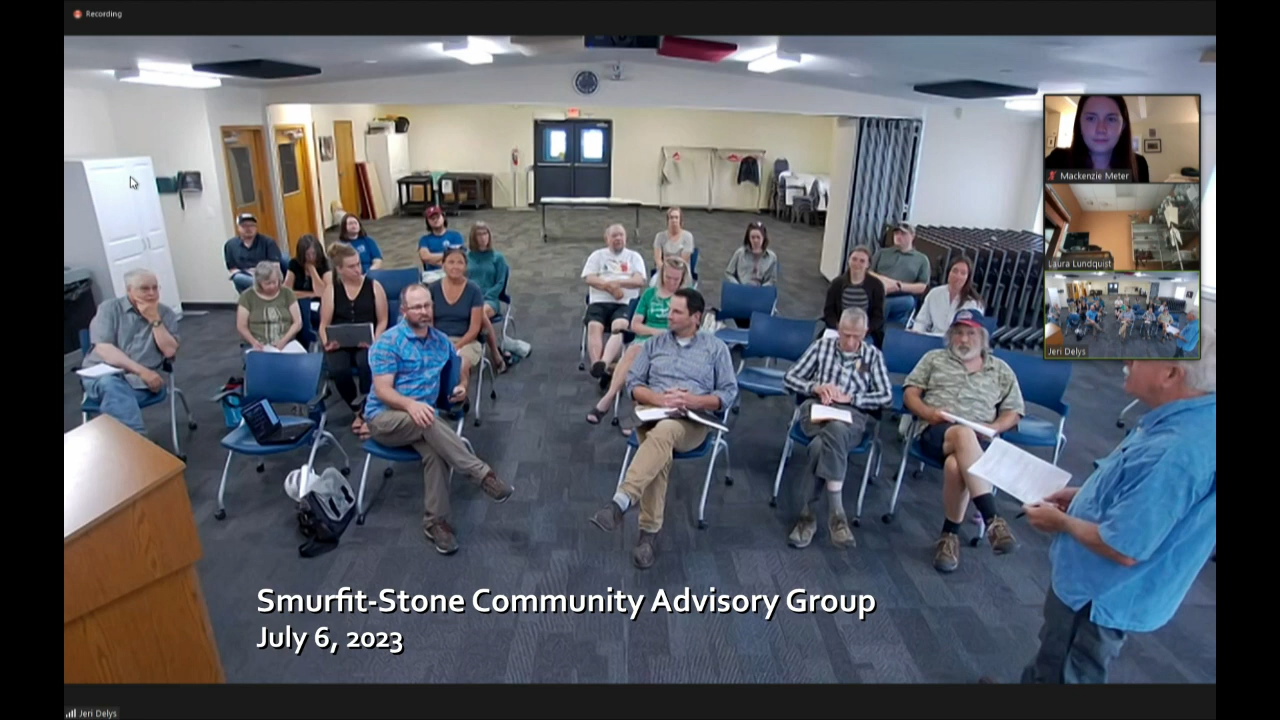 Recording
Mackenzie Meter
Laura Lundquist
Jeri Delys
Smurfit-Stone Community Advisory Group
July 6, 2023
Jeri Delys